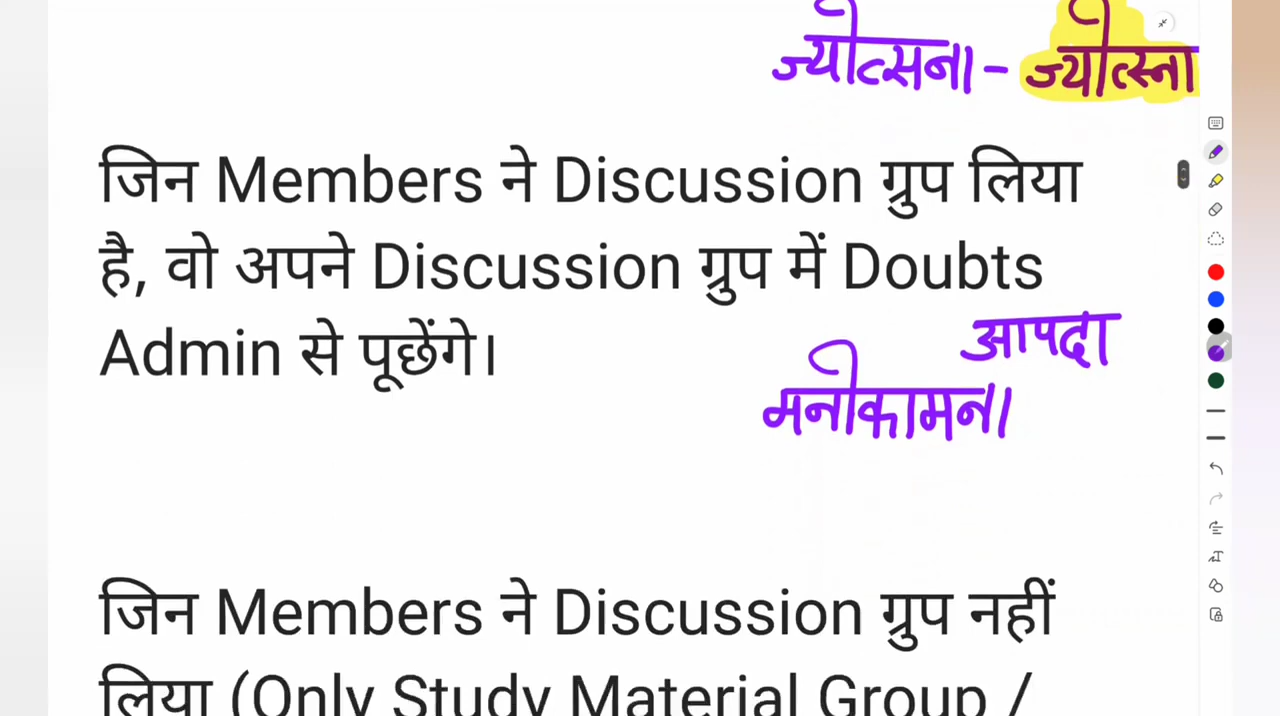 ज्योत्सना - ज्योत्स्ना
जिन Members ने Discussion ग्रुप लिया
है, वो अपने Discussion ग्रुप में Doubts
Admin से पूछेंगे।
आपदा
मनोकामना
जिन Members ने Discussion ग्रुप नहीं
लिया (Only Study Material Group /